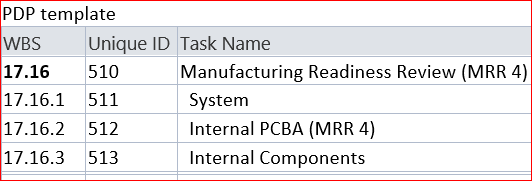 PDP template
WBS Unique ID Task Name
17.16 510 Manufacturing Readiness Review (MRR 4)
17.16.1 511 System
17.16.2 512 Internal PCBA (MRR 4)
17.16.3 513 Internal Components